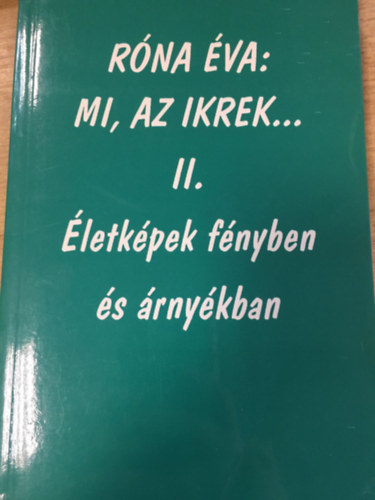 RÓNA ÉVA:
MI, AZ IKREK...
II.
Életképek fényben
és árnyékban